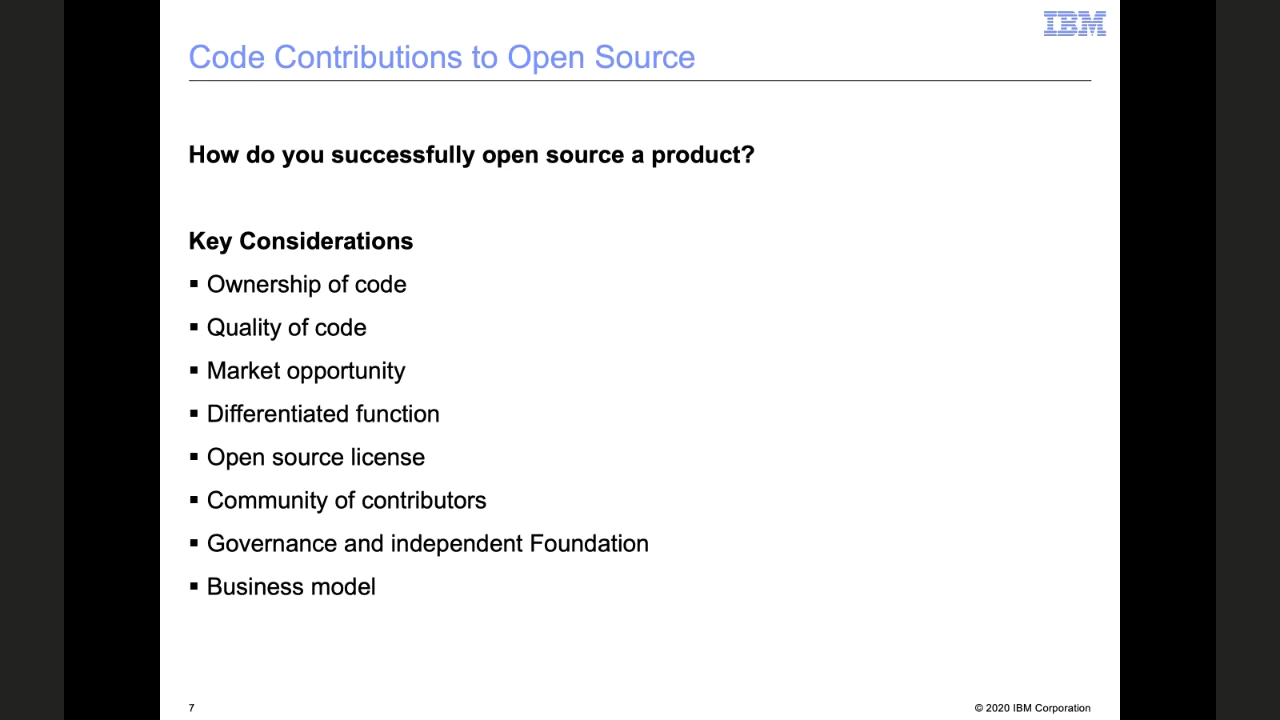 IBM
Code Contributions to Open Source
How do you successfully open source a product?
Key Considerations
▪ Ownership of code
▪ Quality of code
▪ Market opportunity
▪ Differentiated function
▪ Open source license
▪ Community of contributors
▪ Governance and independent Foundation
▪ Business model
7
© 2020 IBM Corporation